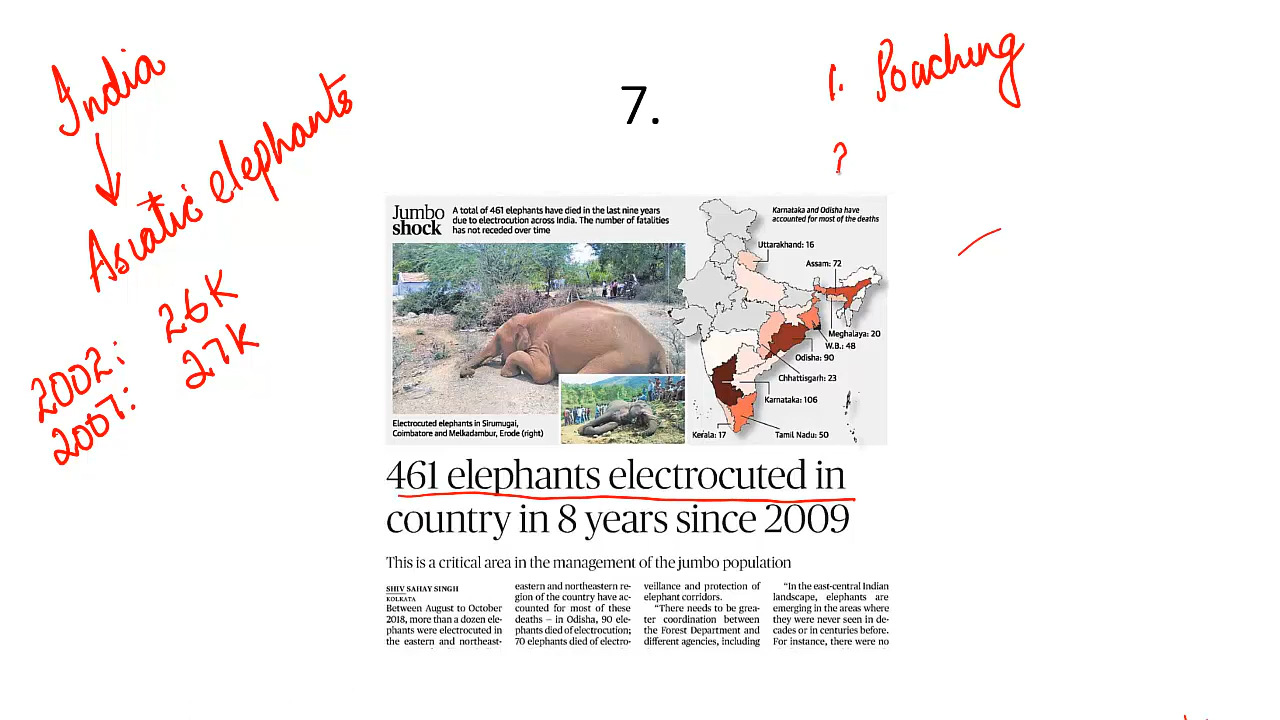 India
Asiatic elephants
2002: 26K
2007: 27K
7.
1. Poaching
?
Jumbo
shock
A total of 461 elephants have died in the last nine years
due to electrocution across India. The number of fatalities
has not receded over time
Karnataka and Odisha have
accounted for most of the deaths
Uttarakhand: 16
Assam: 72
Meghalaya: 20
W.B.: 48
Odisha: 90
Chhattisgarh: 23
Karnataka: 106
Kerala: 17
Tamil Nadu: 50
Electrocuted elephants in Sirumugai,
Coimbatore and Melkadambur, Erode (right)
461 elephants electrocuted in
country in 8 years since 2009
This is a critical area in the management of the jumbo population
SHIV SAHAY SINGH
KOLKATA
Between August to October
2018, more than a dozen ele-
phants were electrocuted in
the eastern and northeast-
eastern and northeastern re-
gion of the country have ac-
counted for most of these
deaths — in Odisha, 90 ele-
phants died of electrocution;
70 elephants died of electro-
veillance and protection of
elephant corridors.
"There needs to be grea-
ter coordination between
the Forest Department and
different agencies, including
"In the east-central Indian
landscape, elephants are
emerging in the areas where
they were never seen in de-
cades or in centuries before.
For instance, there were no